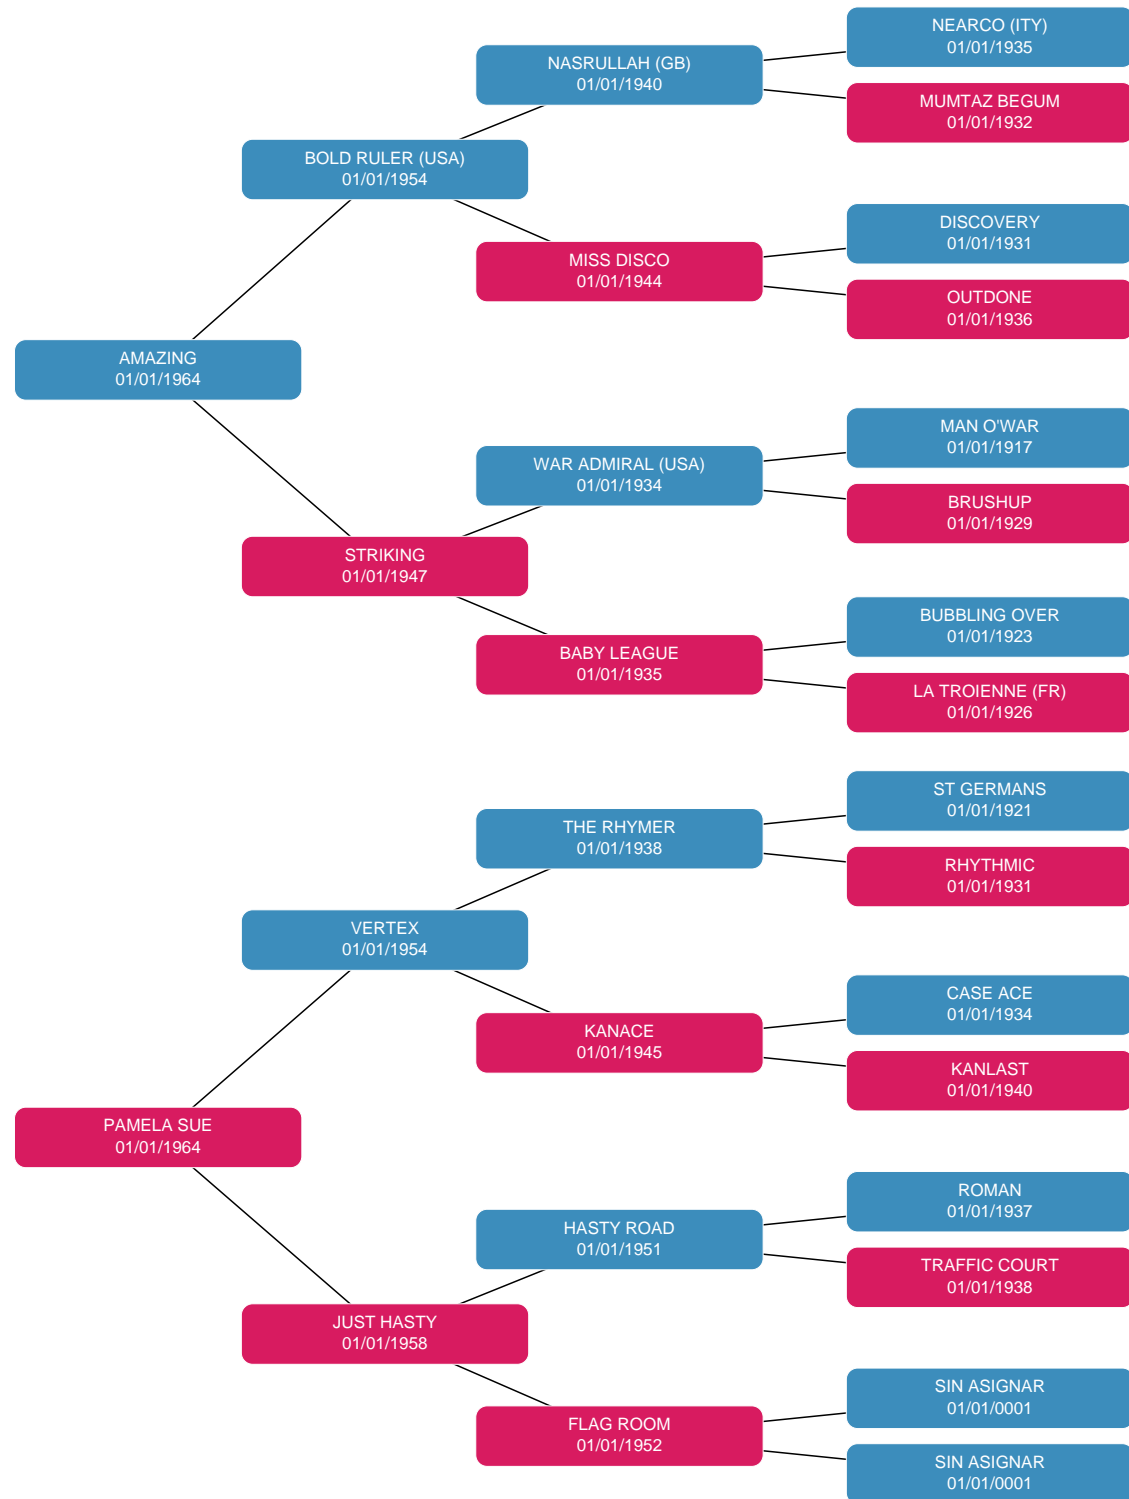 NEARCO (ITY)
01/01/1935
NASRULLAH (GB)
01/01/1940
MUMTAZ BEGUM
01/01/1932
BOLD RULER (USA)
01/01/1954
DISCOVERY
01/01/1931
MISS DISCO
01/01/1944
OUTDONE
01/01/1936
AMAZING
01/01/1964
MAN O'WAR
01/01/1917
WAR ADMIRAL (USA)
01/01/1934
BRUSHUP
01/01/1929
STRIKING
01/01/1947
BUBBLING OVER
01/01/1923
BABY LEAGUE
01/01/1935
LA TROIENNE (FR)
01/01/1926
ST GERMANS
01/01/1921
THE RHYMER
01/01/1938
RHYTHMIC
01/01/1931
VERTEX
01/01/1954
CASE ACE
01/01/1934
KANACE
01/01/1945
KANLAST
01/01/1940
PAMELA SUE
01/01/1964
ROMAN
01/01/1937
HASTY ROAD
01/01/1951
TRAFFIC COURT
01/01/1938
JUST HASTY
01/01/1958
SIN ASIGNAR
01/01/0001
FLAG ROOM
01/01/1952
SIN ASIGNAR
01/01/0001